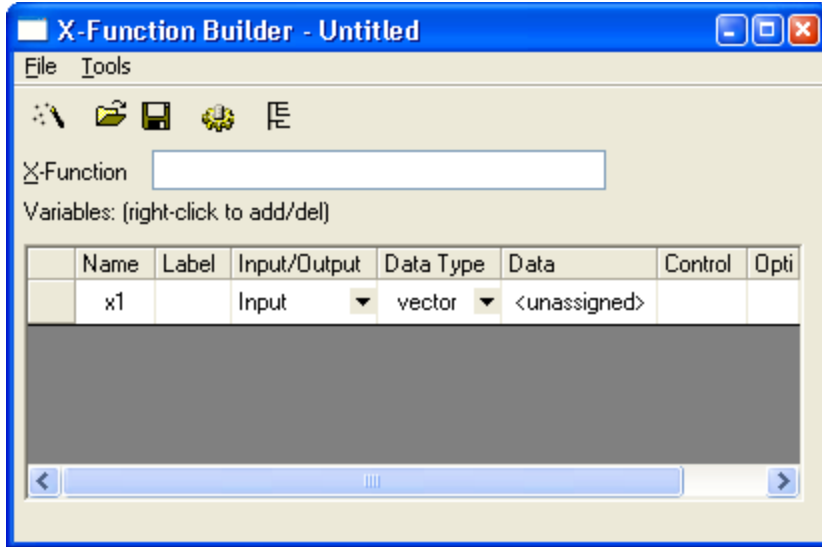 X-Function Builder - Untitled
File Tools
X-Function
Variables: (right-click to add/del)
Name Label Input/Output Data Type Data Control Opti
x1 Input vector <unassigned>